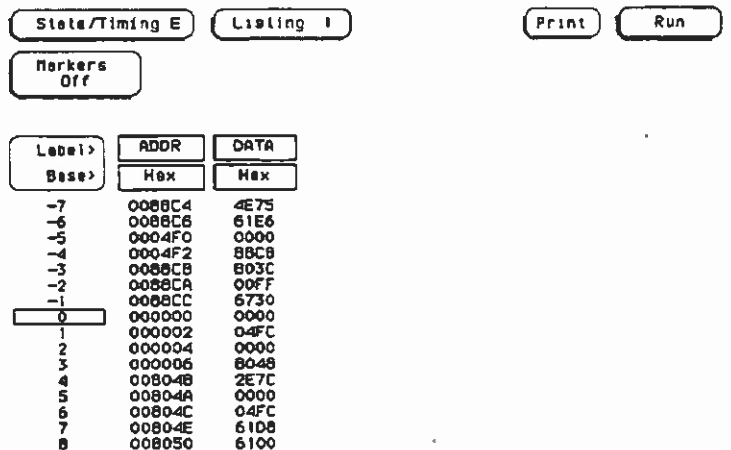 State/Timing E Listing 1 Print Run
Markers
Off
Label> ADDR DATA
Base> Hex Hex
-7 0088C4 4E75
-6 0088C6 61E6
-5 0004F0 0000
-4 0004F2 88C8
-3 0088C8 B03C
-2 0088CA 00FF
-1 0088CC 6730
0 000000 0000
1 000002 04FC
2 000004 0000
3 000006 8048
4 008048 2E7C
5 00804A 0000
6 00804C 04FC
7 00804E 61D8
8 008050 6100